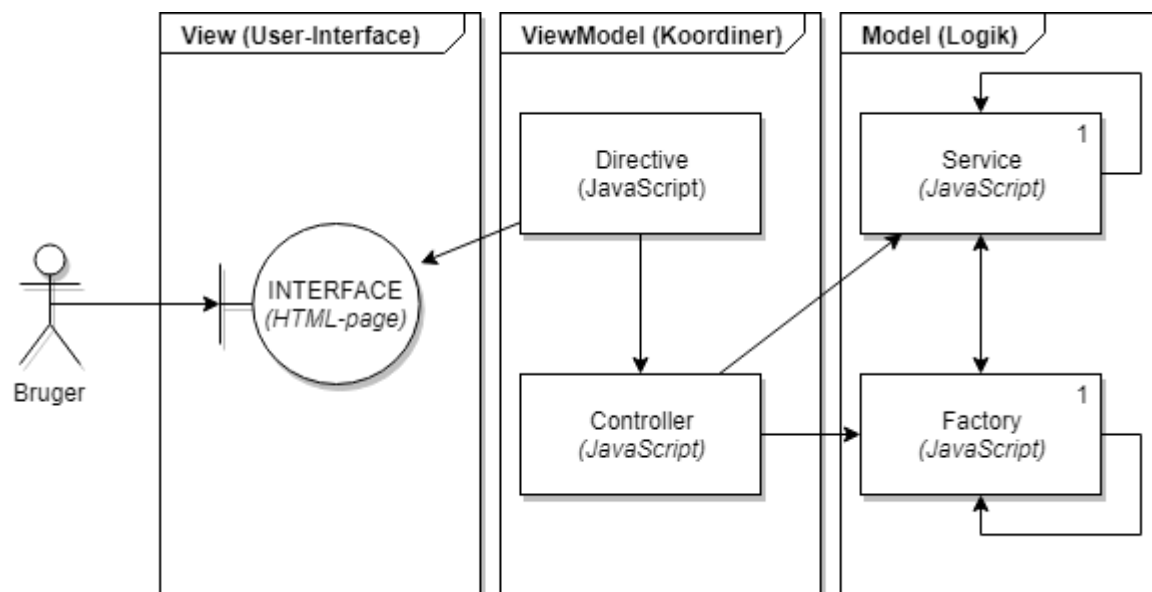 View (User-Interface)
ViewModel (Koordiner)
Model (Logik)
Directive
(JavaScript)
1
Service
(JavaScript)
INTERFACE
(HTML-page)
Bruger
Controller
(JavaScript)
1
Factory
(JavaScript)